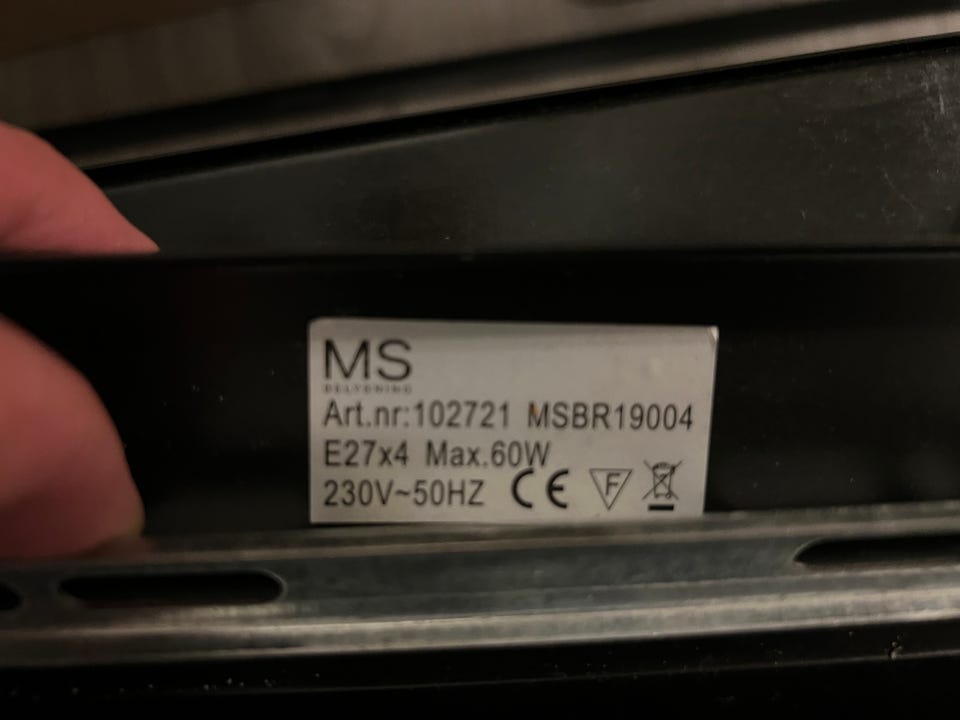 MS
BELYSNING
Art.nr:102721 MSBR19004
E27x4 Max.60W
230V~50HZ CE F